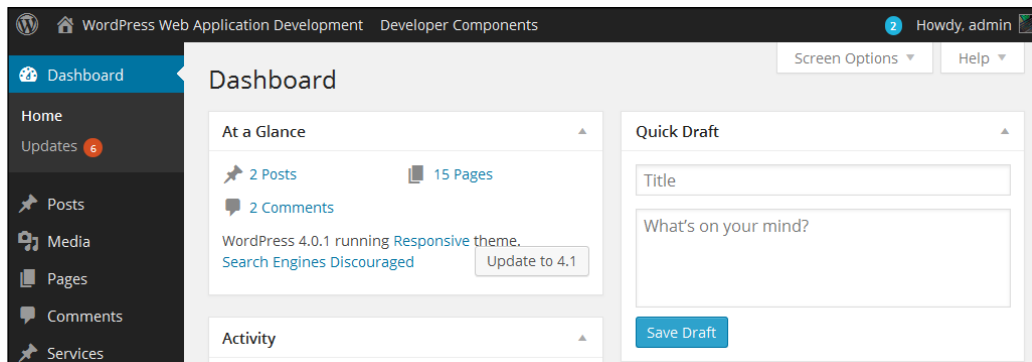 WordPress Web Application Development Developer Components 2 Howdy, admin
Screen Options Help
Dashboard
Home
Updates 6
Posts
Media
Pages
Comments
Services
Dashboard
At a Glance
2 Posts 15 Pages
2 Comments
WordPress 4.0.1 running Responsive theme.
Search Engines Discouraged Update to 4.1
Activity
Quick Draft
Title
What's on your mind?
Save Draft